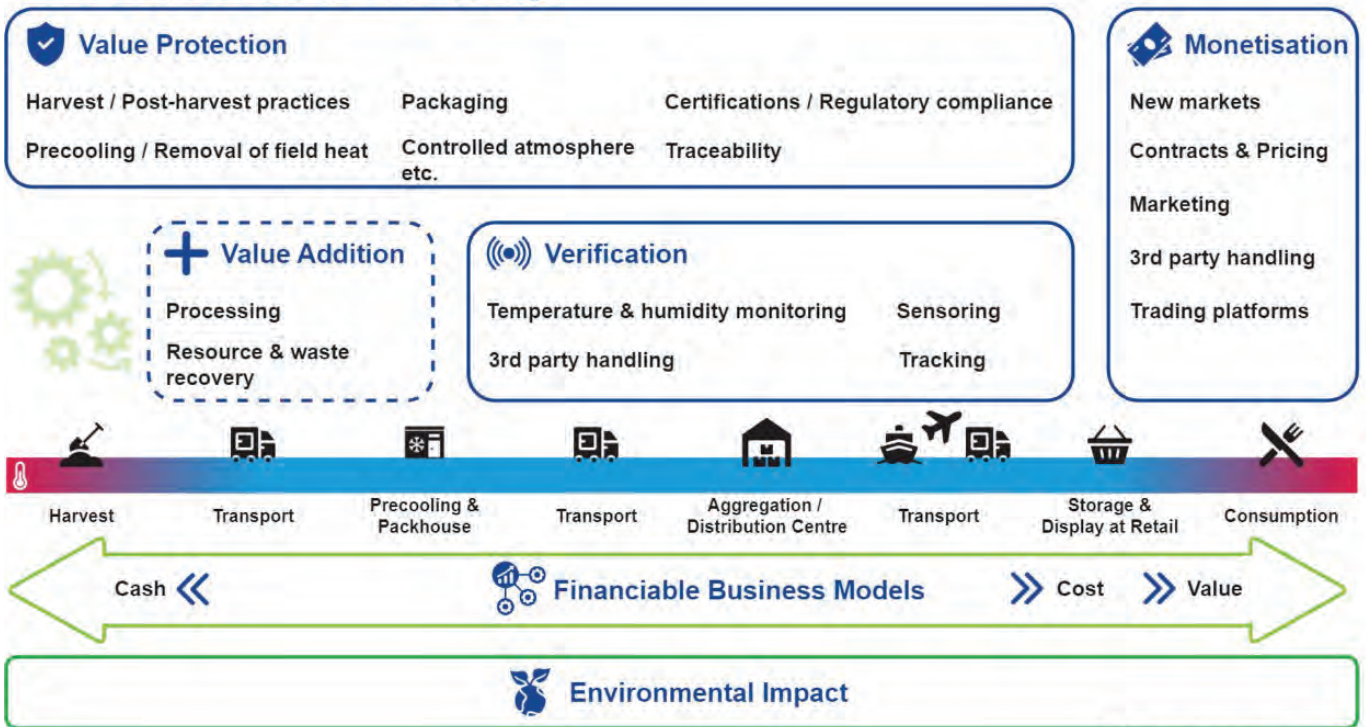 Value Protection
Harvest / Post-harvest practices
Packaging
Certifications / Regulatory compliance
Precooling / Removal of field heat
Controlled atmosphere
etc.
Traceability
Monetisation
New markets
Contracts & Pricing
Marketing
3rd party handling
Trading platforms
Value Addition
Processing
Resource & waste
recovery
Verification
Temperature & humidity monitoring
Sensoring
3rd party handling
Tracking
Harvest
Transport
Precooling &
Packhouse
Transport
Aggregation /
Distribution Centre
Transport
Storage &
Display at Retail
Consumption
Cash
Financiable Business Models
Cost
Value
Environmental Impact